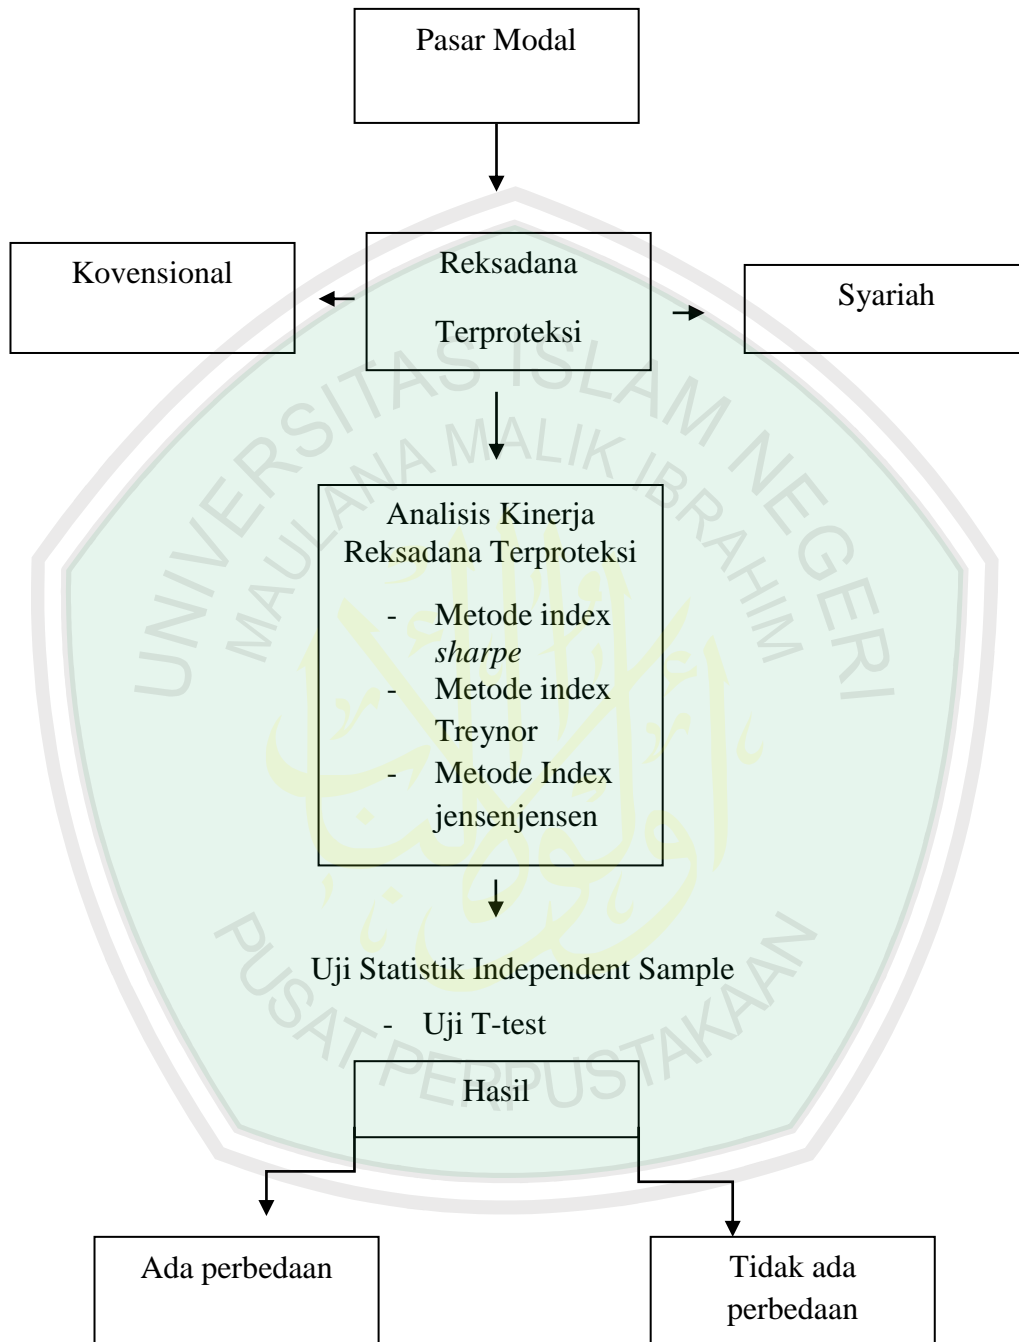 Pasar Modal
Kovensional
Reksadana
Terproteksi
Syariah
Analisis Kinerja
Reksadana Terproteksi
- Metode index
sharpe
- Metode index
Treynor
- Metode Index
jensenjensen
Uji Statistik Independent Sample
- Uji T-test
Hasil
Ada perbedaan
Tidak ada
perbedaan
UNIVERSITAS ISLAM NEGERI
MAULANA MALIK IBRAHIM
PUSAT PERPUSTAKAAN